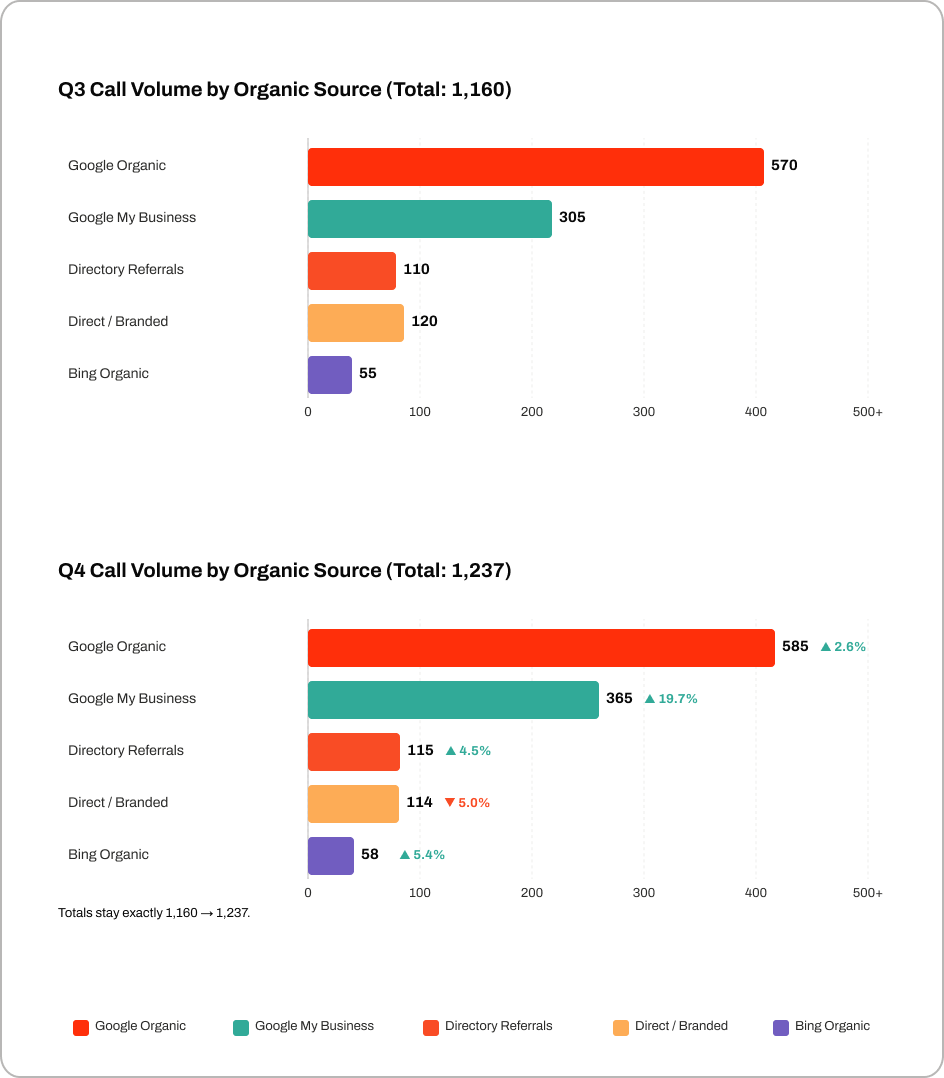 Q3 Call Volume by Organic Source (Total: 1,160)
Google Organic 570
Google My Business 305
Directory Referrals 110
Direct / Branded 120
Bing Organic 55
0 100 200 300 400 500+
Q4 Call Volume by Organic Source (Total: 1,237)
Google Organic 585 ▲ 2.6%
Google My Business 365 ▲ 19.7%
Directory Referrals 115 ▲ 4.5%
Direct / Branded 114 ▼ 5.0%
Bing Organic 58 ▲ 5.4%
0 100 200 300 400 500+
Totals stay exactly 1,160 → 1,237.
Google Organic Google My Business Directory Referrals Direct / Branded Bing Organic